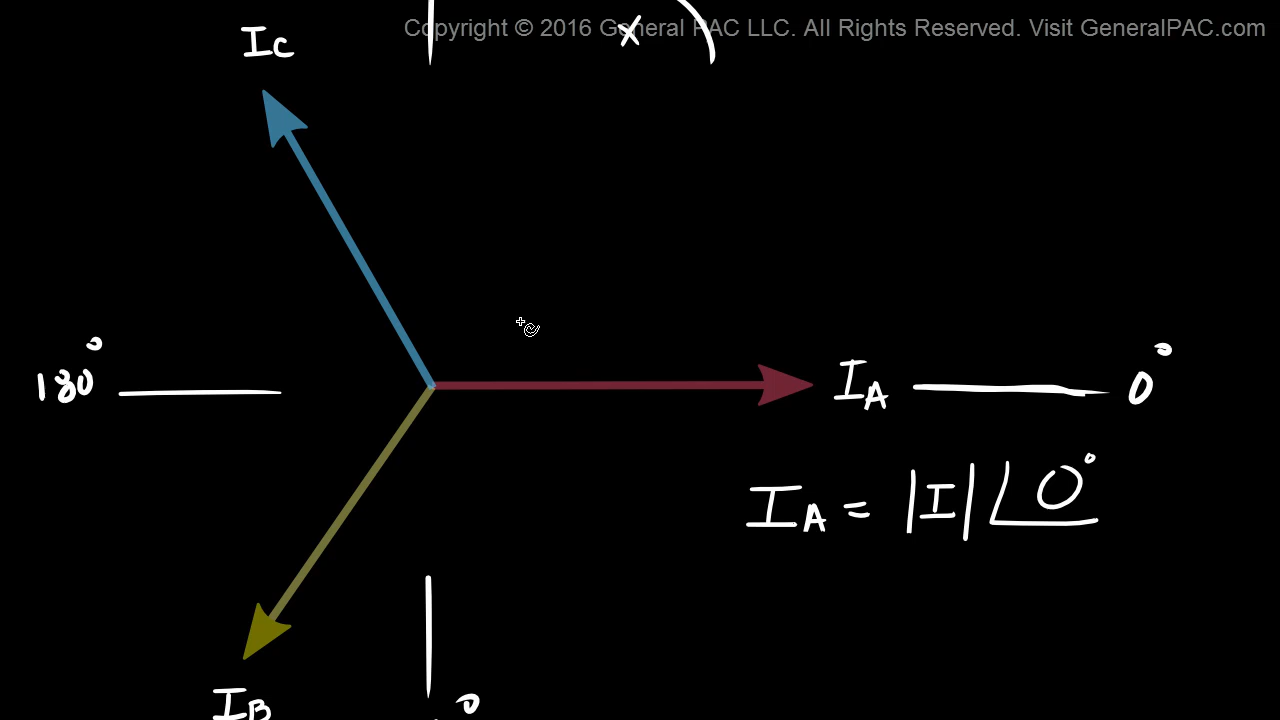 Copyright © 2016 General PAC LLC. All Rights Reserved. Visit GeneralPAC.com
x
Ic
180°
IA
0°
IA = |I| ∠0°
IB